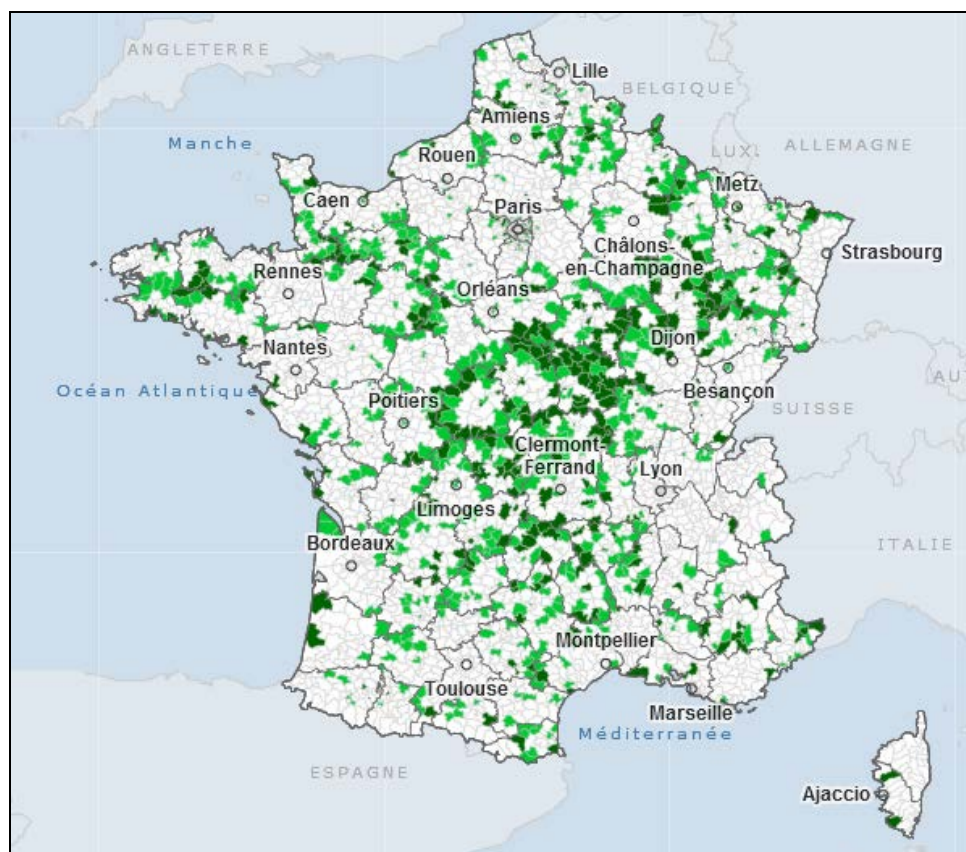 ANGLETERRE
Lille
BELGIQUE
Amiens
Manche
ALLEMAGNE
LUX.
Rouen
Metz
Caen
Paris
Strasbourg
Châlons-
en-Champagne
Rennes
Orléans
Dijon
Nantes
Besançon
AU
Océan Atlantique
Poitiers
SUISSE
Clermont-
Ferrand
Lyon
Limoges
Bordeaux
ITALIE
Montpellier
Toulouse
Marseille
Méditerranée
ESPAGNE
Ajaccio